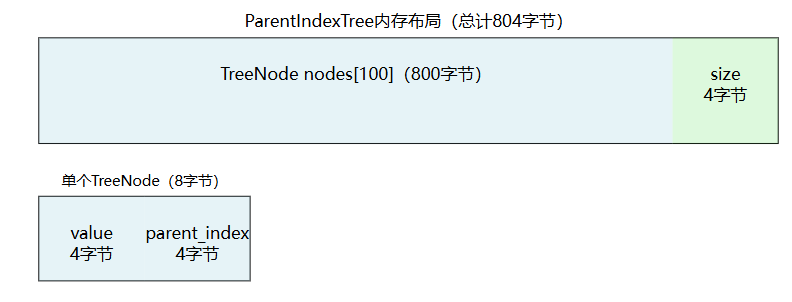 ParentIndexTree内存布局（总计804字节）
TreeNode nodes[100]（800字节）
size
4字节
单个TreeNode（8字节）
value
4字节
parent_index
4字节